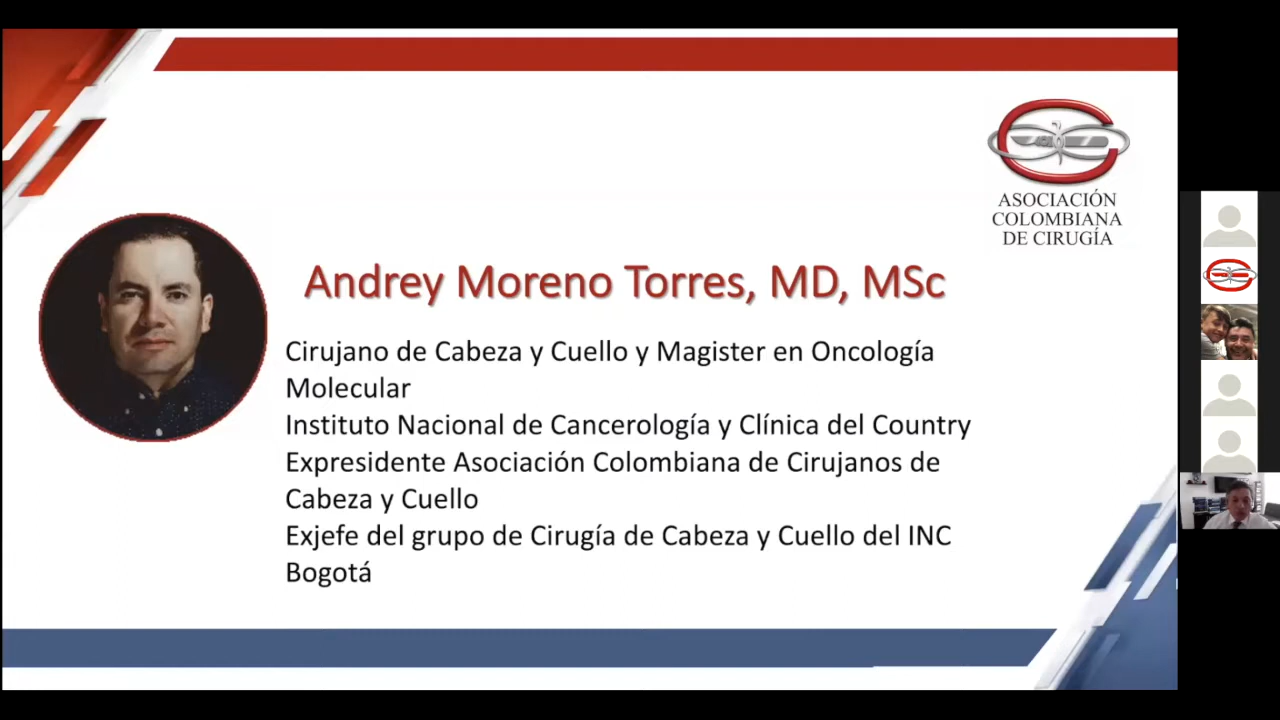 ASOCIACIÓN
COLOMBIANA
DE CIRUGÍA
Andrey Moreno Torres, MD, MSc
Cirujano de Cabeza y Cuello y Magister en Oncología
Molecular
Instituto Nacional de Cancerología y Clínica del Country
Expresidente Asociación Colombiana de Cirujanos de
Cabeza y Cuello
Exjefe del grupo de Cirugía de Cabeza y Cuello del INC
Bogotá